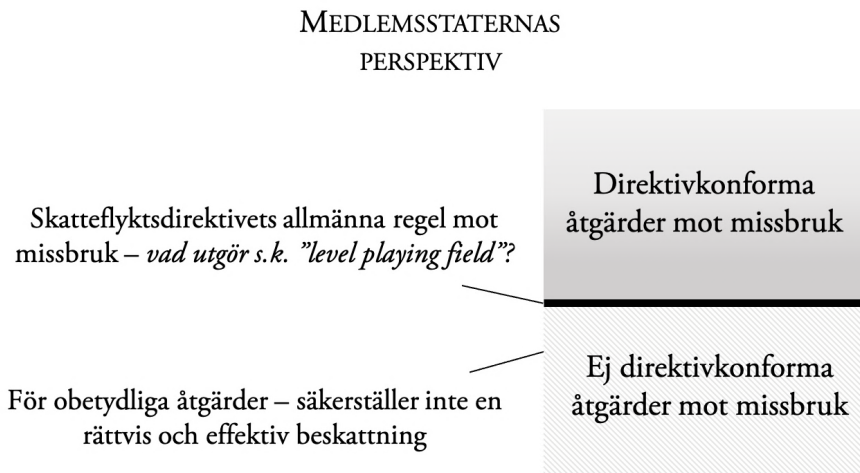 MEDLEMSSTATERNAS
PERSPEKTIV
Direktivkonforma
åtgärder mot missbruk
Skatteflyktsdirektivets allmänna regel mot
missbruk – vad utgör s.k. ”level playing field”?
Ej direktivkonforma
åtgärder mot missbruk
För obetydliga åtgärder – säkerställer inte en
rättvis och effektiv beskattning